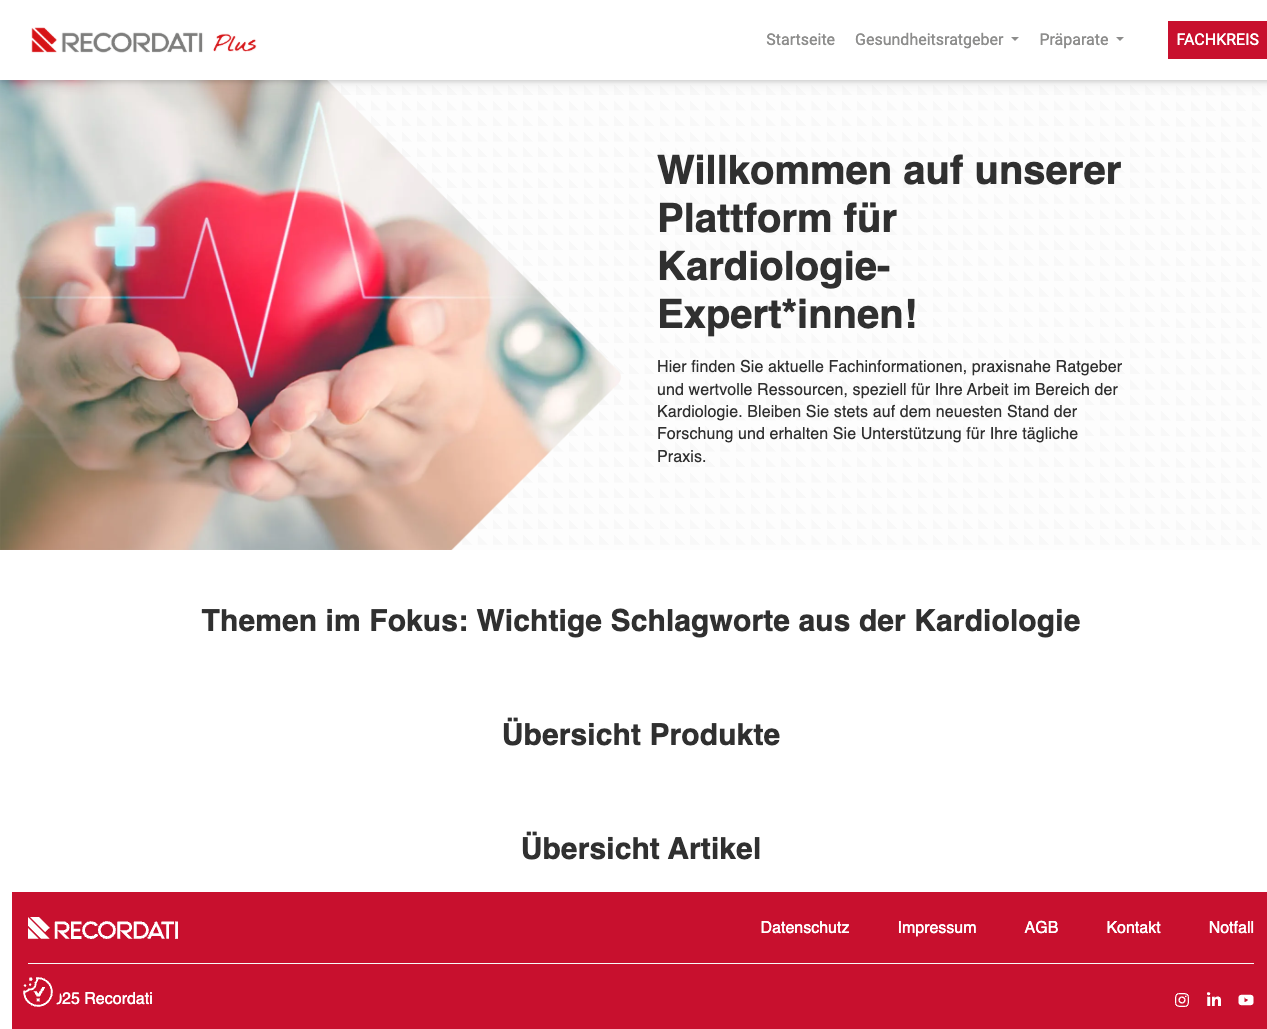 RECORDATI Plus
Startseite
Gesundheitsratgeber
Präparate
FACHKREIS
Willkommen auf unserer
Plattform für
Kardiologie-
Expert*innen!
Hier finden Sie aktuelle Fachinformationen, praxisnahe Ratgeber
und wertvolle Ressourcen, speziell für Ihre Arbeit im Bereich der
Kardiologie. Bleiben Sie stets auf dem neuesten Stand der
Forschung und erhalten Sie Unterstützung für Ihre tägliche
Praxis.
Themen im Fokus: Wichtige Schlagworte aus der Kardiologie
Übersicht Produkte
Übersicht Artikel
RECORDATI
Datenschutz
Impressum
AGB
Kontakt
Notfall
25 Recordati